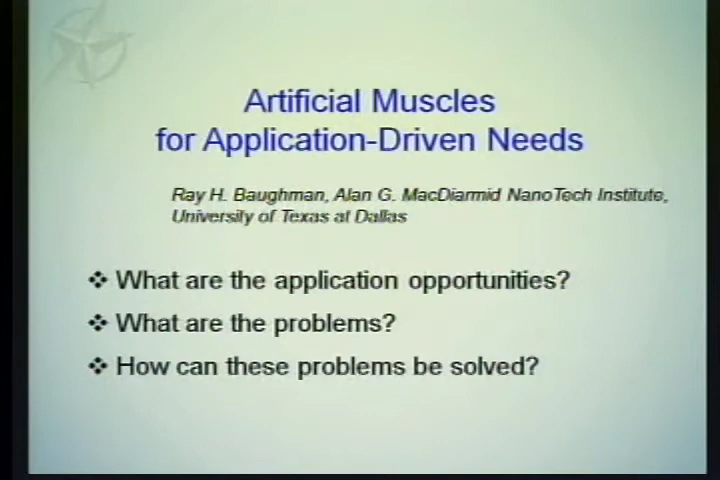 Artificial Muscles
for Application-Driven Needs
Ray H. Baughman, Alan G. MacDiarmid NanoTech Institute,
University of Texas at Dallas
❖ What are the application opportunities?
❖ What are the problems?
❖ How can these problems be solved?